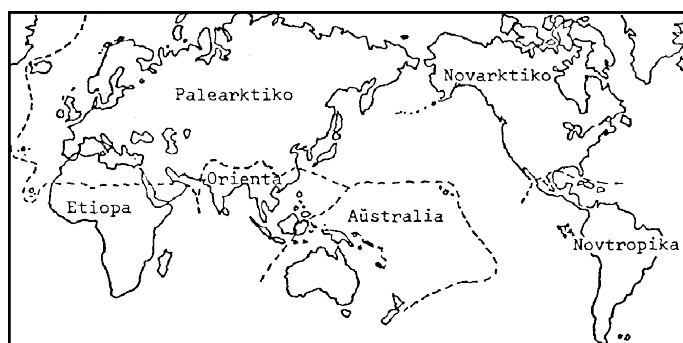 Novarktiko
Palearktiko
Orienta
Etiopa
Aŭstralia
Novtropika